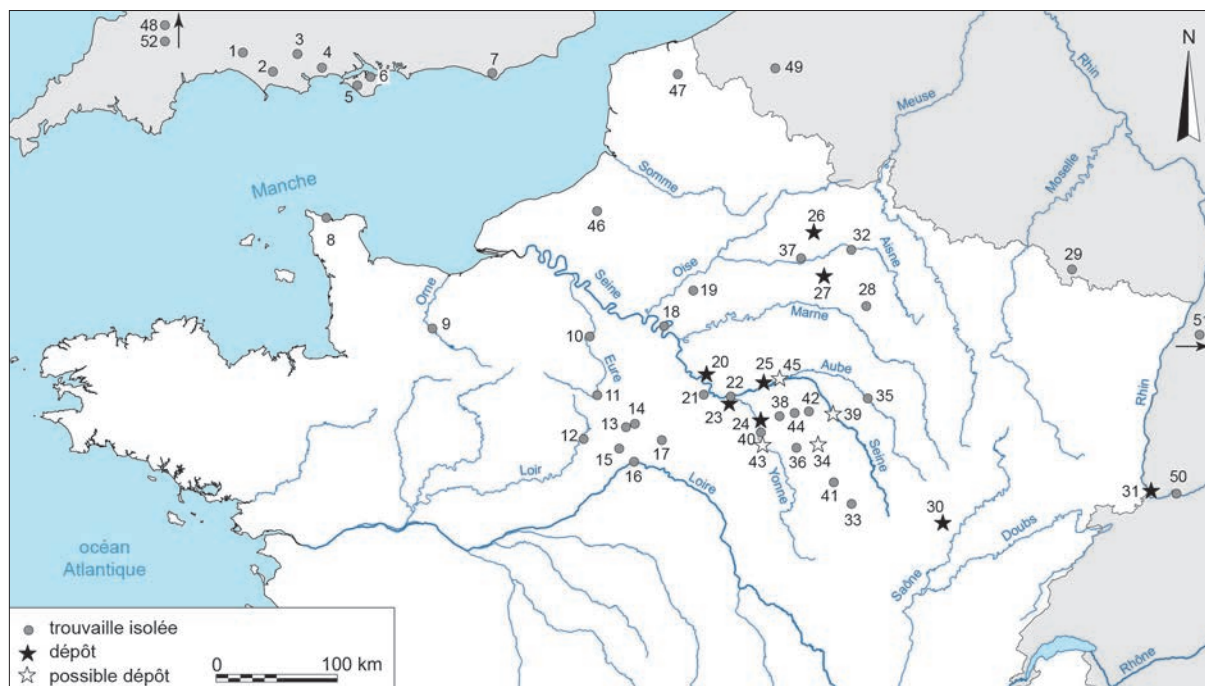 48
52
1
3
4
2
5
6
7
47
49
Rhin
N
Meuse
Moselle
Manche
Somme
8
46
26
32
37
Aisne
29
27
28
Oise
19
Seine
18
Orne
9
10
Marne
51
Eure
20
25
45
Aube
11
21
22
23
35
Rhin
38
42
44
39
24
14
13
12
40
43
36
34
Seine
15
17
16
Loir
Loire
Yonne
41
33
31
50
30
Doubs
Saône
océan
Atlantique
Rhône
trouvaille isolée
dépôt
possible dépôt
0 100 km